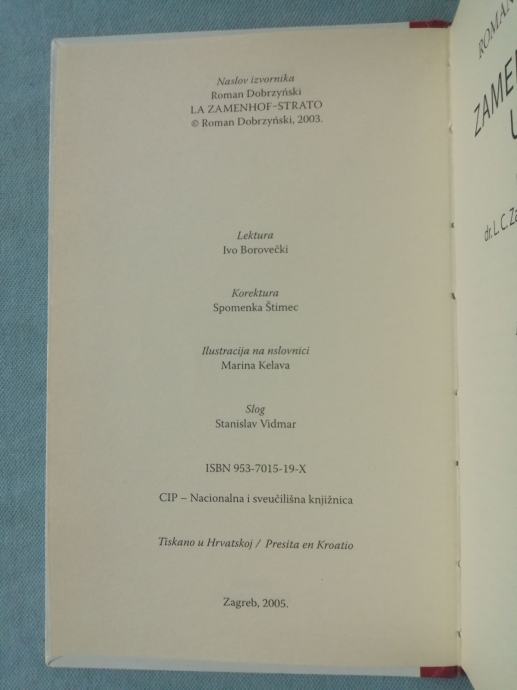 Naslov izvornika
Roman Dobrzyński
LA ZAMENHOF-STRATO
© Roman Dobrzyński, 2003.
Lektura
Ivo Borovečki
Korektura
Spomenka Štimec
Ilustracija na nslovnici
Marina Kelava
Slog
Stanislav Vidmar
ISBN 953-7015-19-X
CIP – Nacionalna i sveučilišna knjižnica
Tiskano u Hrvatskoj / Presita en Kroatio
Zagreb, 2005.
ROMAN
dr. L. C.